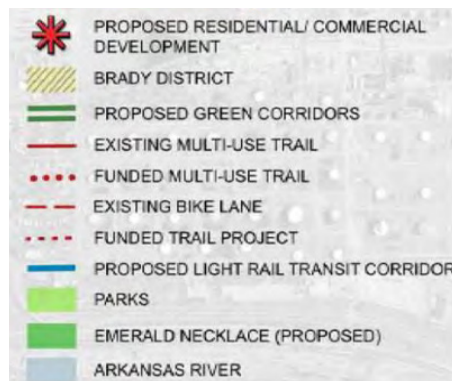 PROPOSED RESIDENTIAL/ COMMERCIAL
DEVELOPMENT
BRADY DISTRICT
PROPOSED GREEN CORRIDORS
EXISTING MULTI-USE TRAIL
FUNDED MULTI-USE TRAIL
EXISTING BIKE LANE
FUNDED TRAIL PROJECT
PROPOSED LIGHT RAIL TRANSIT CORRIDOR
PARKS
EMERALD NECKLACE (PROPOSED)
ARKANSAS RIVER